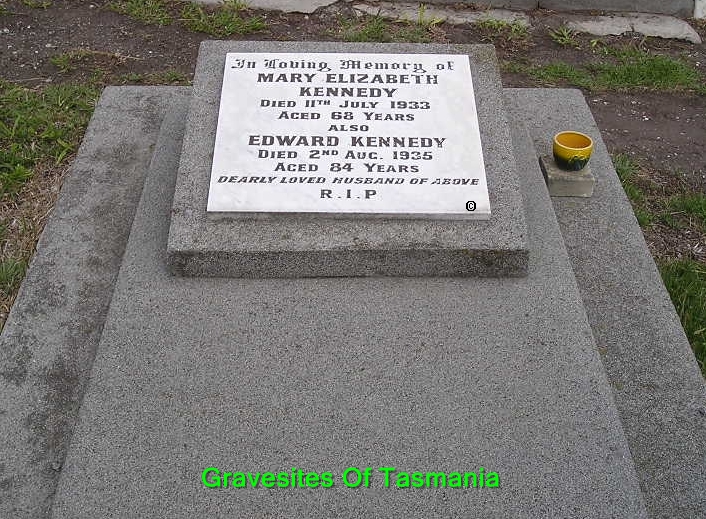 In Loving Memory of
MARY ELIZABETH
KENNEDY
DIED 11TH JULY 1933
AGED 68 YEARS
ALSO
EDWARD KENNEDY
DIED 2ND AUG. 1935
AGED 84 YEARS
DEARLY LOVED HUSBAND OF ABOVE
R.I.P
©
Gravesites Of Tasmania